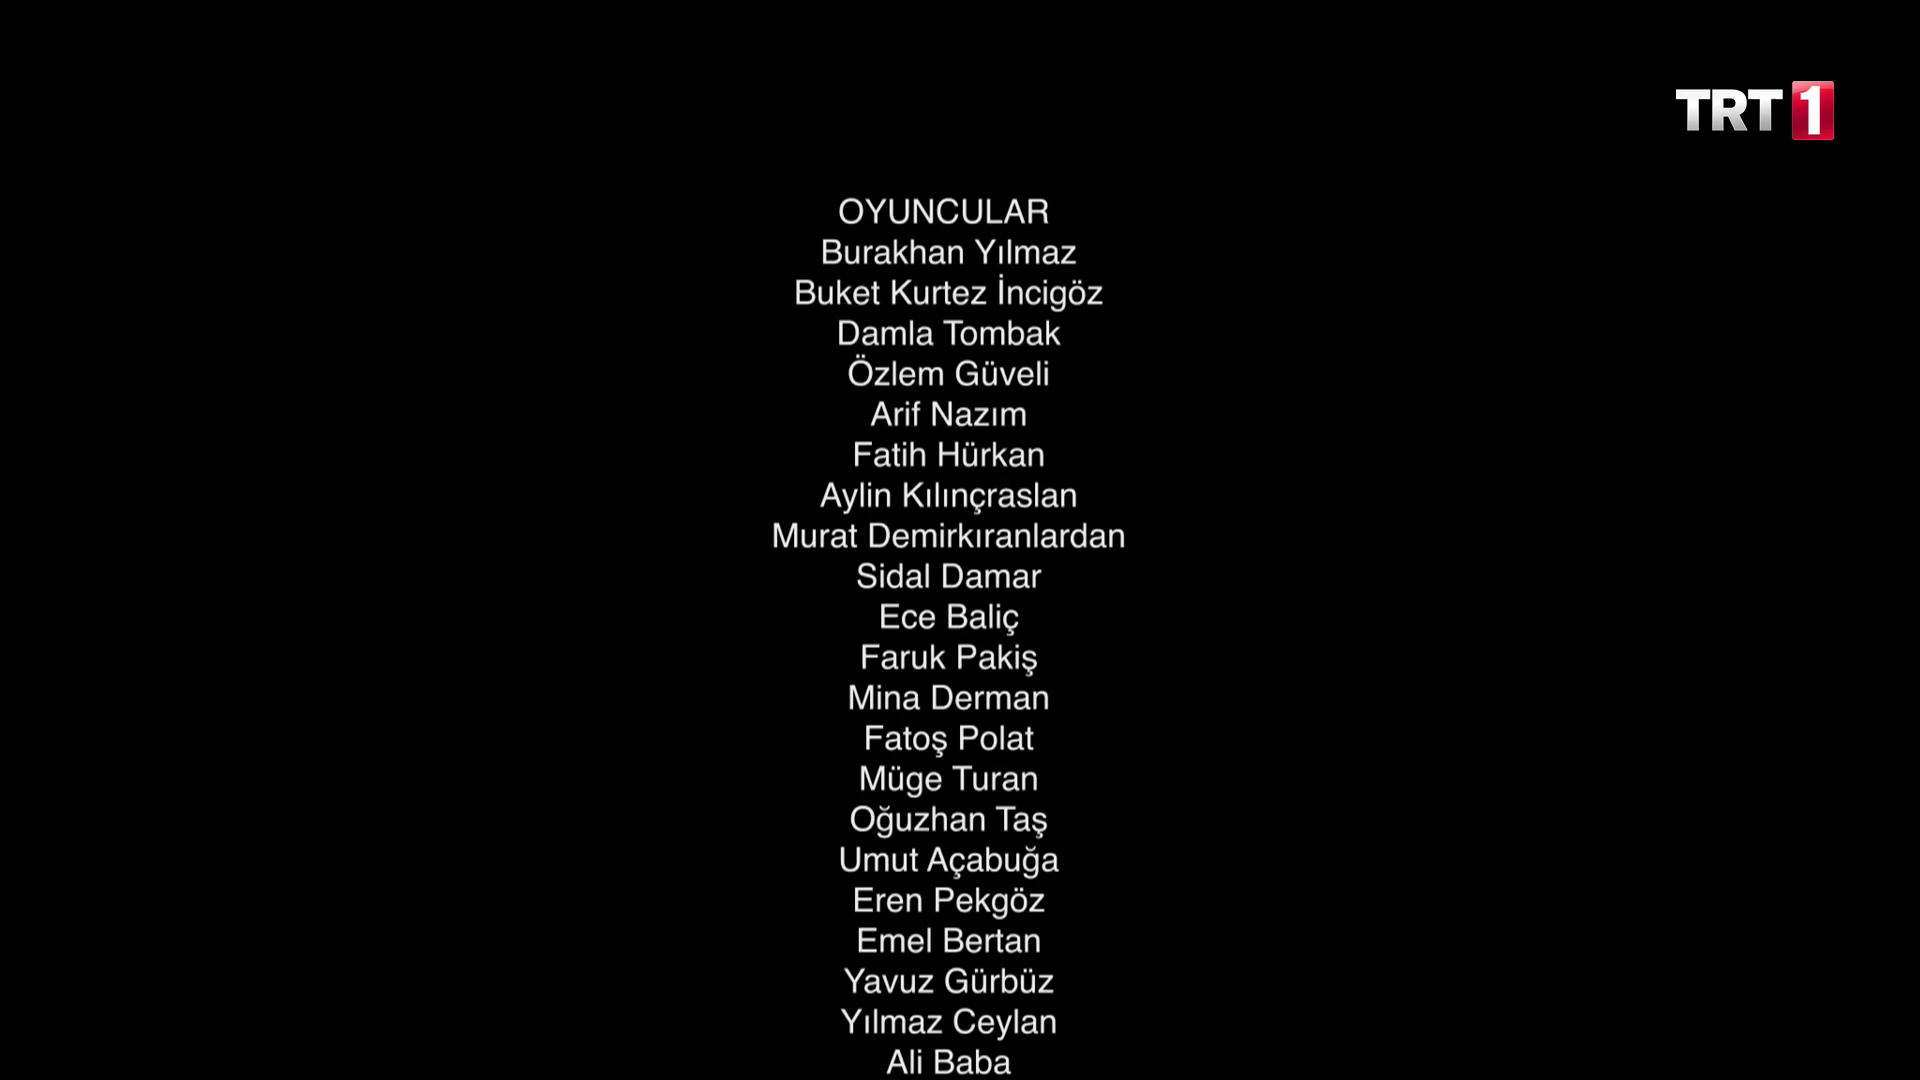 TRT 1
OYUNCULAR
Burakhan Yılmaz
Buket Kurtez İncigöz
Damla Tombak
Özlem Güveli
Arif Nazım
Fatih Hürkan
Aylin Kılınçraslan
Murat Demirkıranlardan
Sidal Damar
Ece Baliç
Faruk Pakiş
Mina Derman
Fatoş Polat
Müge Turan
Oğuzhan Taş
Umut Açabuğa
Eren Pekgöz
Emel Bertan
Yavuz Gürbüz
Yılmaz Ceylan
Ali Baba